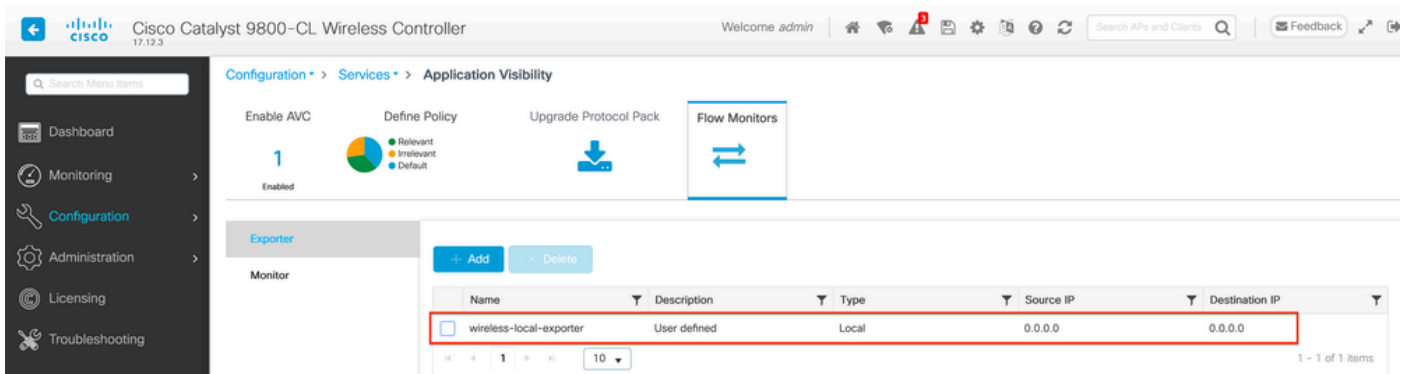 CISCO
Cisco Catalyst 9800-CL Wireless Controller
17.12.3
Welcome admin
3
Search APs and Clients
Feedback
Search Menu Items
Dashboard
Monitoring
Configuration
Administration
Licensing
Troubleshooting
Configuration > Services > Application Visibility
Enable AVC
1
Enabled
Define Policy
Relevant
Irrelevant
Default
Upgrade Protocol Pack
Flow Monitors
Exporter
Monitor
+ Add
× Delete
Name Description Type Source IP Destination IP
wireless-local-exporter User defined Local 0.0.0.0 0.0.0.0
1 10 1 - 1 of 1 items